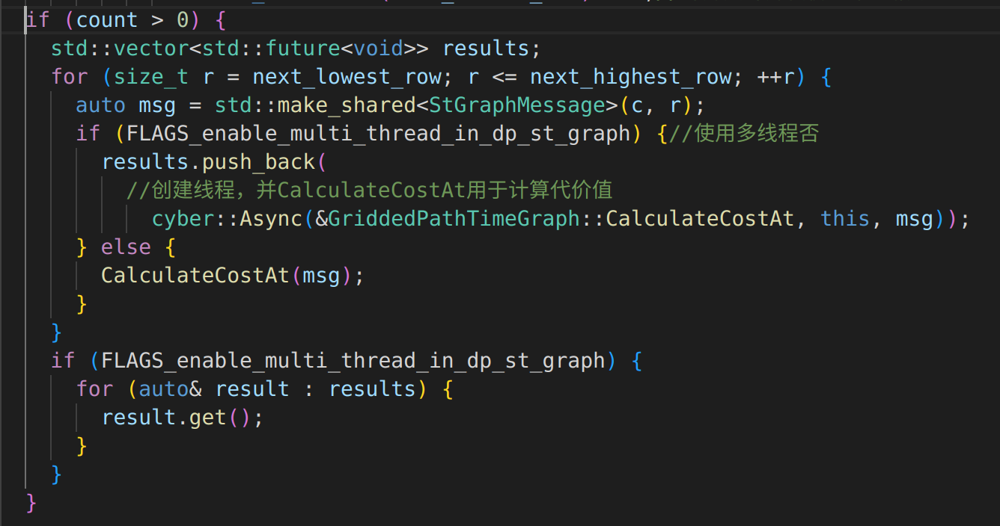 if (count > 0) {
std::vector<std::future<void>> results;
for (size_t r = next_lowest_row; r <= next_highest_row; ++r) {
auto msg = std::make_shared<StGraphMessage>(c, r);
if (FLAGS_enable_multi_thread_in_dp_st_graph) {//使用多线程否
results.push_back(
//创建线程，并CalculateCostAt用于计算代价值
cyber::Async(&GriddedPathTimeGraph::CalculateCostAt, this, msg));
} else {
CalculateCostAt(msg);
}
}
if (FLAGS_enable_multi_thread_in_dp_st_graph) {
for (auto& result : results) {
result.get();
}
}
}